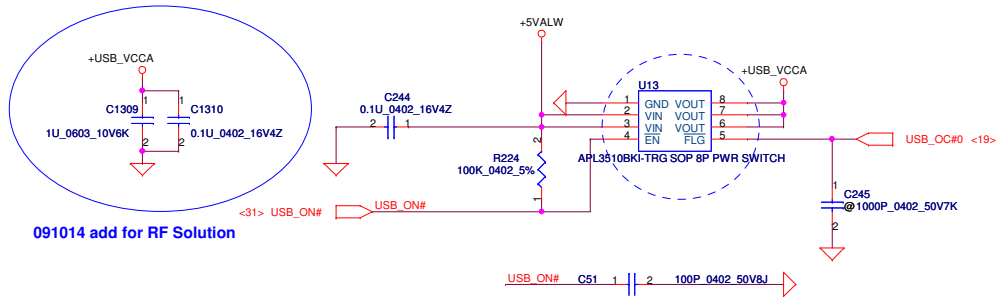 +5VALW
+USB_VCCA
C1309
C1310
1
1
2
2
1U_0603_10V6K
0.1U_0402_16V4Z
091014 add for RF Solution
C244
0.1U_0402_16V4Z
2
1
R224
100K_0402_5%
2
1
<31> USB_ON#
USB_ON#
U13
1 GND VOUT 8
2 VIN VOUT 7
3 VIN VOUT 6
4 EN FLG 5
APL3510BKI-TRG SOP 8P PWR SWITCH
+USB_VCCA
USB_OC#0 <19>
1
C245
@1000P_0402_50V7K
2
USB_ON#
C51
1
2
100P_0402_50V8J